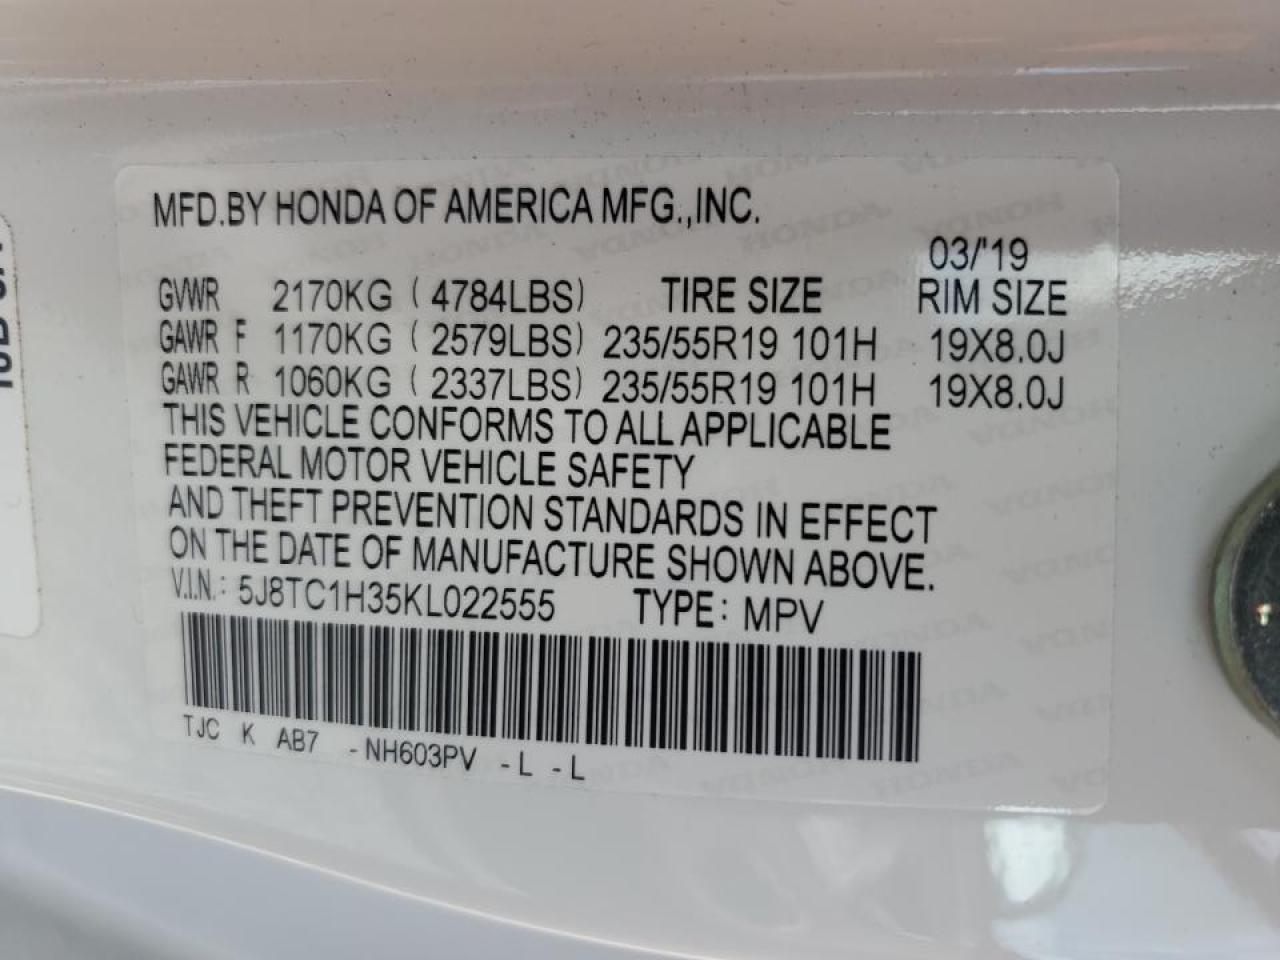 MFD.BY HONDA OF AMERICA MFG.,INC.
03/'19
GVWR 2170KG ( 4784LBS) TIRE SIZE RIM SIZE
GAWR F 1170KG ( 2579LBS) 235/55R19 101H 19X8.0J
GAWR R 1060KG ( 2337LBS) 235/55R19 101H 19X8.0J
THIS VEHICLE CONFORMS TO ALL APPLICABLE
FEDERAL MOTOR VEHICLE SAFETY
AND THEFT PREVENTION STANDARDS IN EFFECT
ON THE DATE OF MANUFACTURE SHOWN ABOVE.
V.I.N.: 5J8TC1H35KL022555 TYPE: MPV
TJC K AB7 -NH603PV -L -L